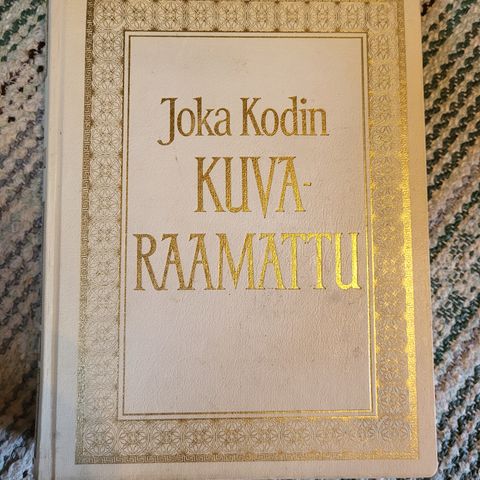 Joka Kodin
KUVA-
RAAMATTU